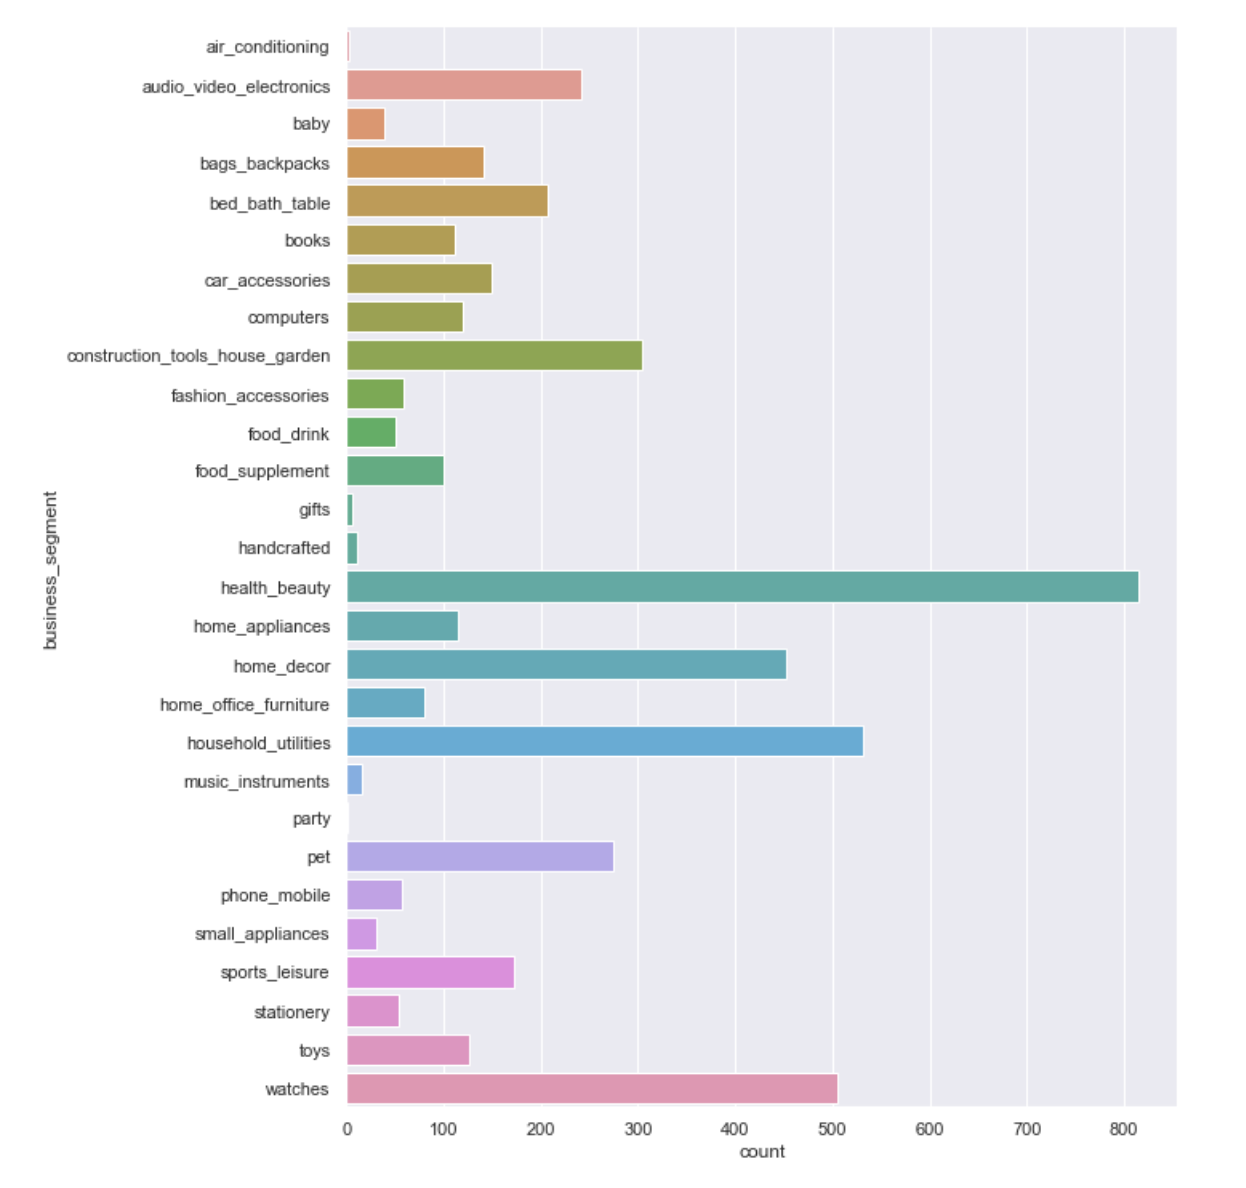 air_conditioning
audio_video_electronics
baby
bags_backpacks
bed_bath_table
books
car_accessories
computers
construction_tools_house_garden
fashion_accessories
food_drink
food_supplement
gifts
handcrafted
health_beauty
home_appliances
home_decor
home_office_furniture
household_utilities
music_instruments
party
pet
phone_mobile
small_appliances
sports_leisure
stationery
toys
watches
business_segment
0 100 200 300 400 500 600 700 800
count